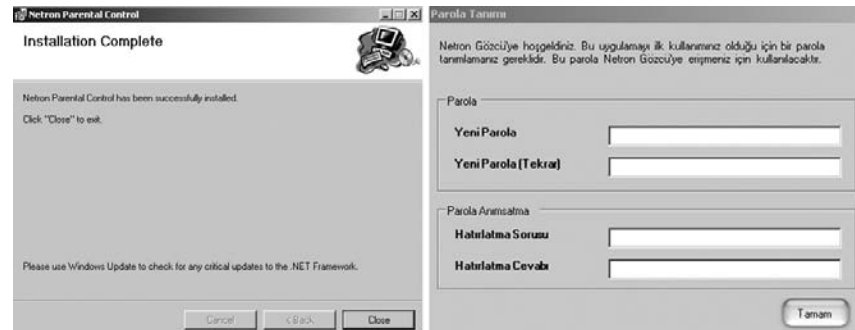 Netron Parental Control
Installation Complete
Netron Parental Control has been successfully installed.
Click "Close" to exit.
Please use Windows Update to check for any critical updates to the .NET Framework.
Cancel
< Back
Close
Parola Tanımı
Netron Gözcü'ye hoşgeldiniz. Bu uygulamayı ilk kullanımınız olduğu için bir parola
tanımlamanız gereklidir. Bu parola Netron Gözcü'ye erişmeniz için kullanılacaktır.
Parola
Yeni Parola
Yeni Parola (Tekrar)
Parola Anımsatma
Hatırlatma Sorusu
Hatırlatma Cevabı
Tamam